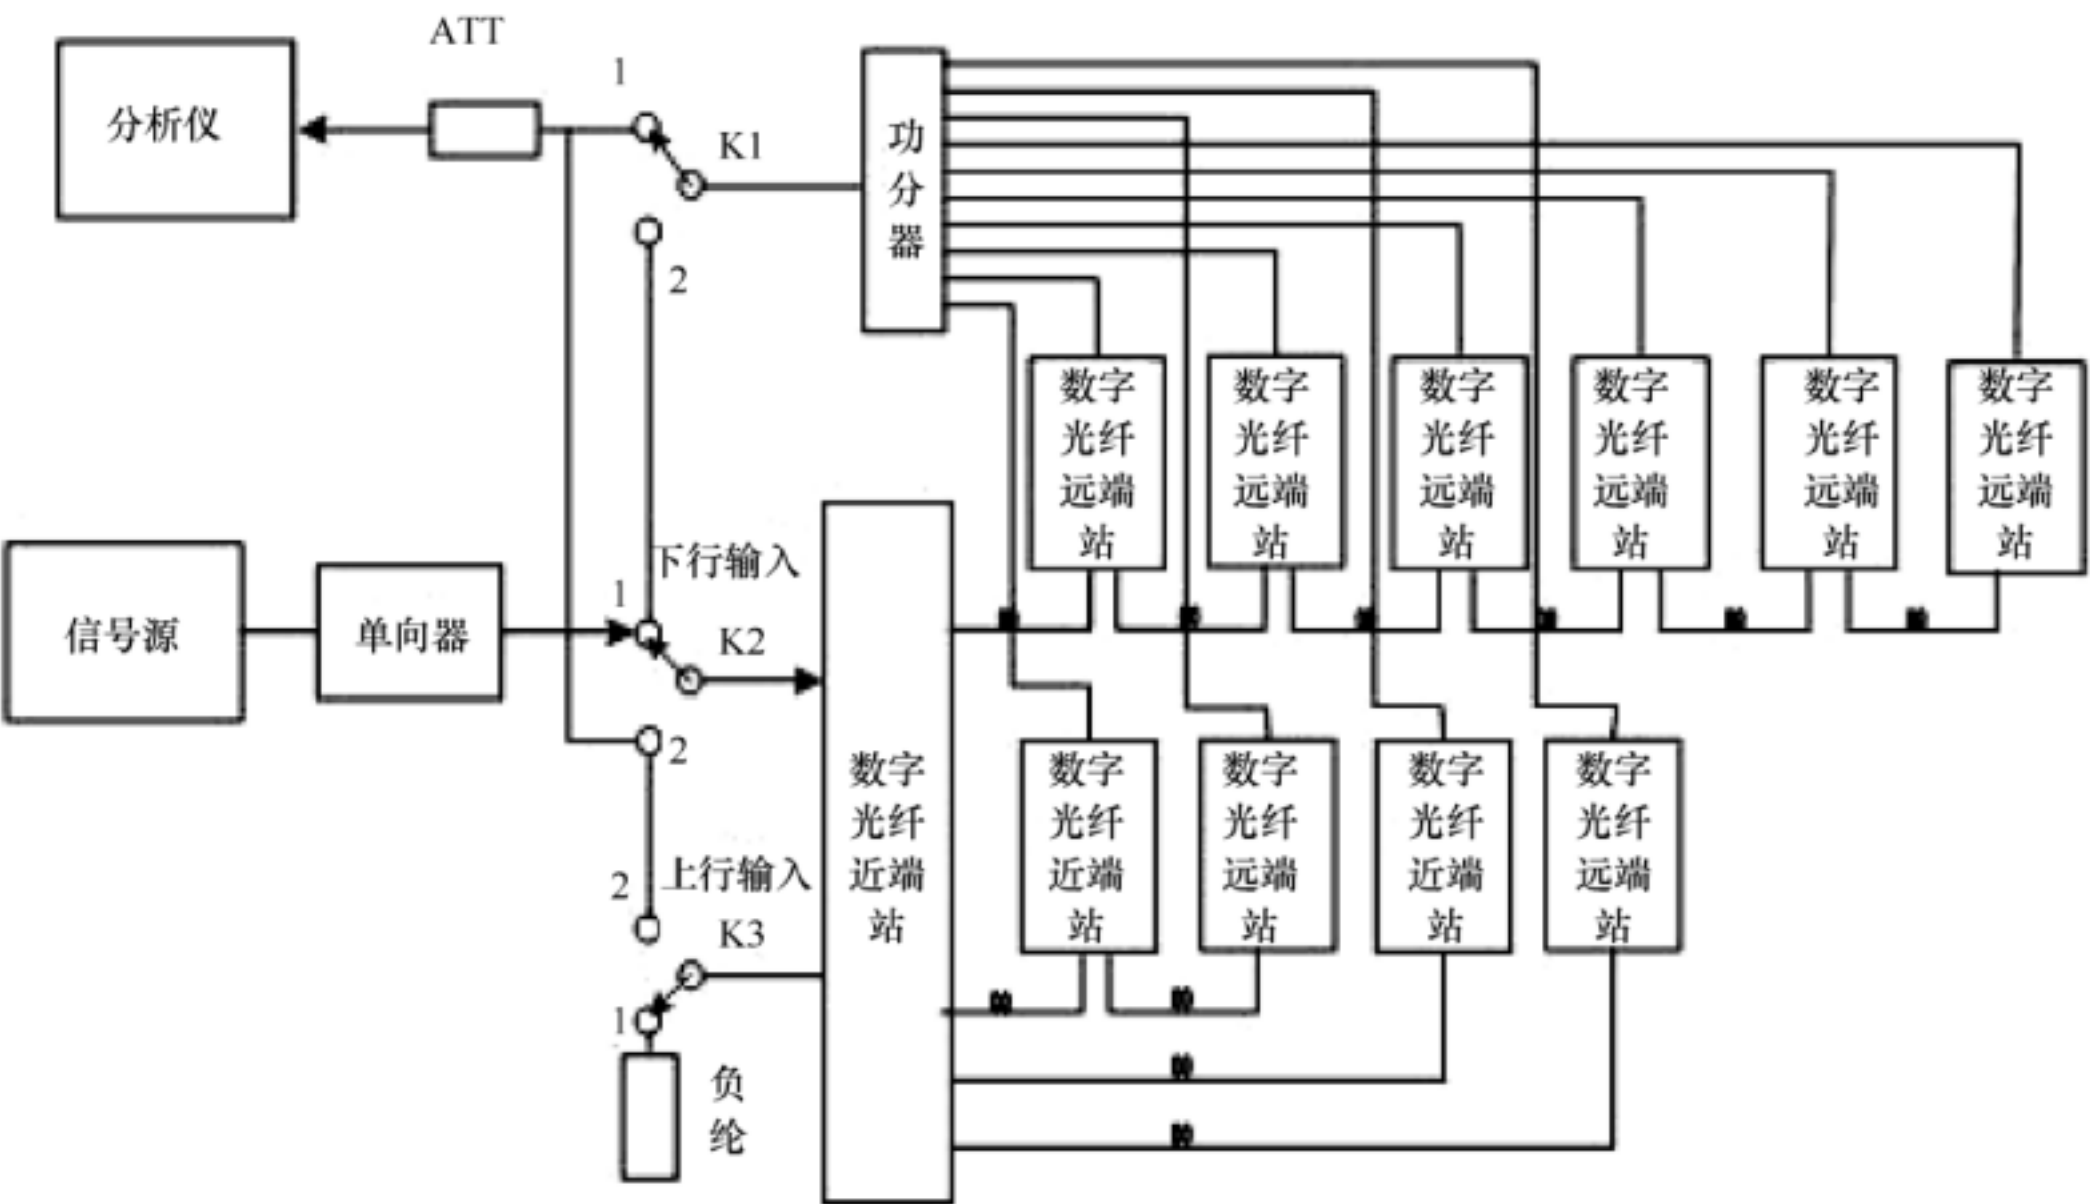 ATT
1
分析仪
K1
功
分
器
2
数字
光纤
远端
站
数字
光纤
远端
站
数字
光纤
远端
站
数字
光纤
远端
站
数字
光纤
远端
站
数字
光纤
远端
站
下行输入
1
信号源
单向器
K2
2
数字
光纤
近端
站
数字
光纤
近端
站
数字
光纤
远端
站
数字
光纤
近端
站
数字
光纤
远端
站
上行输入
2
K3
1
负
纶